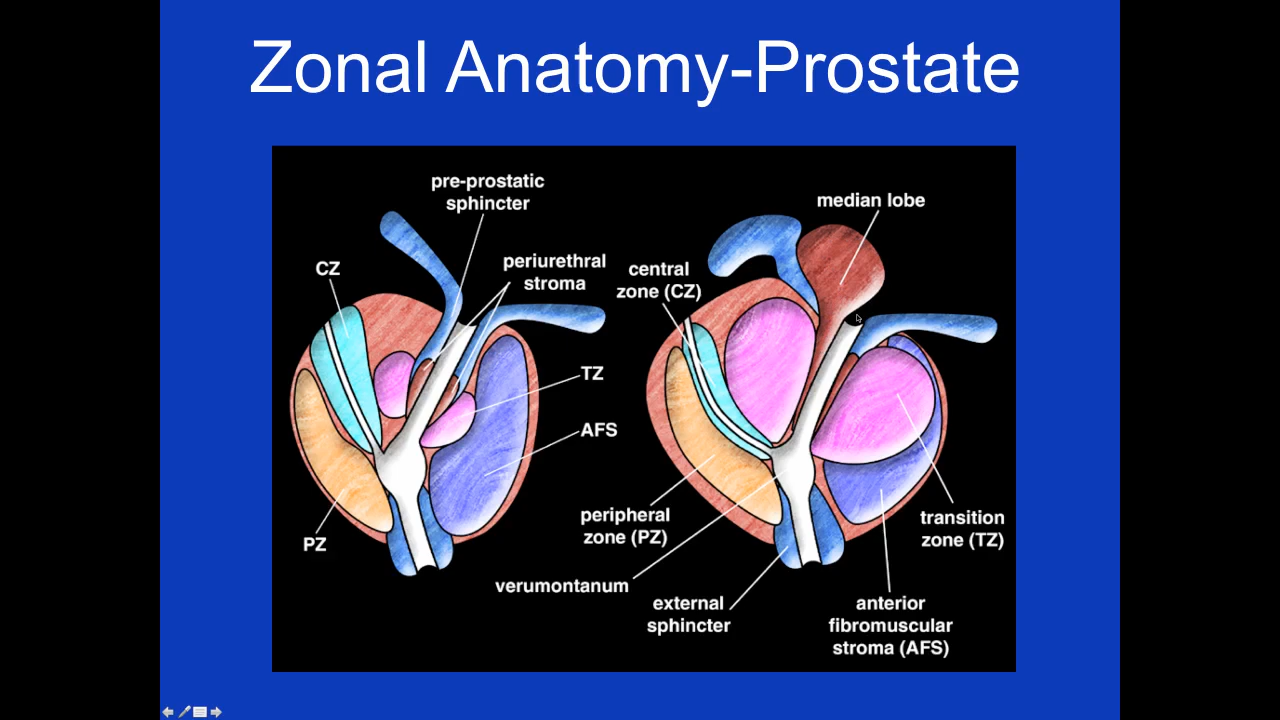 Zonal Anatomy-Prostate
pre-prostatic
sphincter
CZ
periurethral
stroma
TZ
AFS
PZ
median lobe
central
zone (CZ)
peripheral
zone (PZ)
verumontanum
external
sphincter
transition
zone (TZ)
anterior
fibromuscular
stroma (AFS)